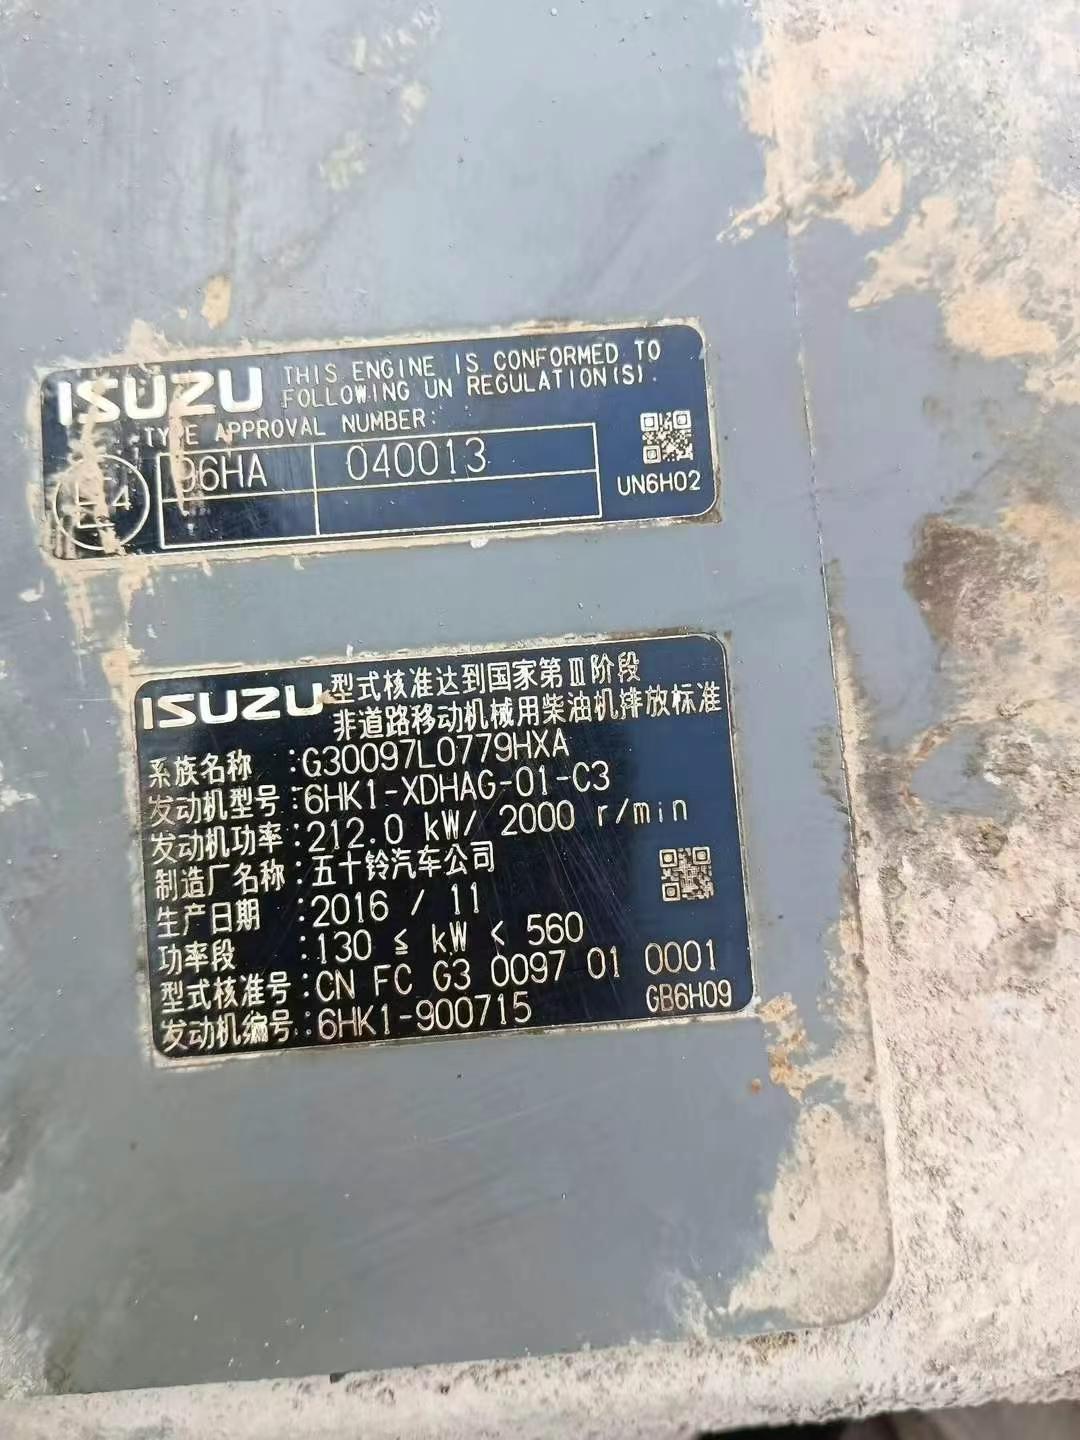 ISUZU THIS ENGINE IS CONFORMED TO
FOLLOWING UN REGULATION(S).
TYPE APPROVAL NUMBER:
E4 96HA 040013
UN6H02
ISUZU 型式核准达到国家第Ⅲ阶段
非道路移动机械用柴油机排放标准
系族名称 :G30097L0779HXA
发动机型号:6HK1-XDHAG-01-C3
发动机功率:212.0 kW/ 2000 r/min
制造厂名称:五十铃汽车公司
生产日期 :2016 / 11
功率段 :130 ≤ kW < 560
型式核准号:CN FC G3 0097 01 0001
发动机编号:6HK1-900715
GB6H09